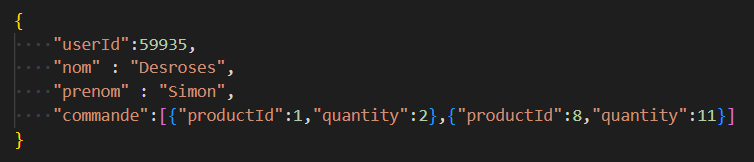 {
    "userId":59935,
    "nom" : "Desroses",
    "prenom" : "Simon",
    "commande":[{"productId":1,"quantity":2},{"productId":8,"quantity":11}]
}